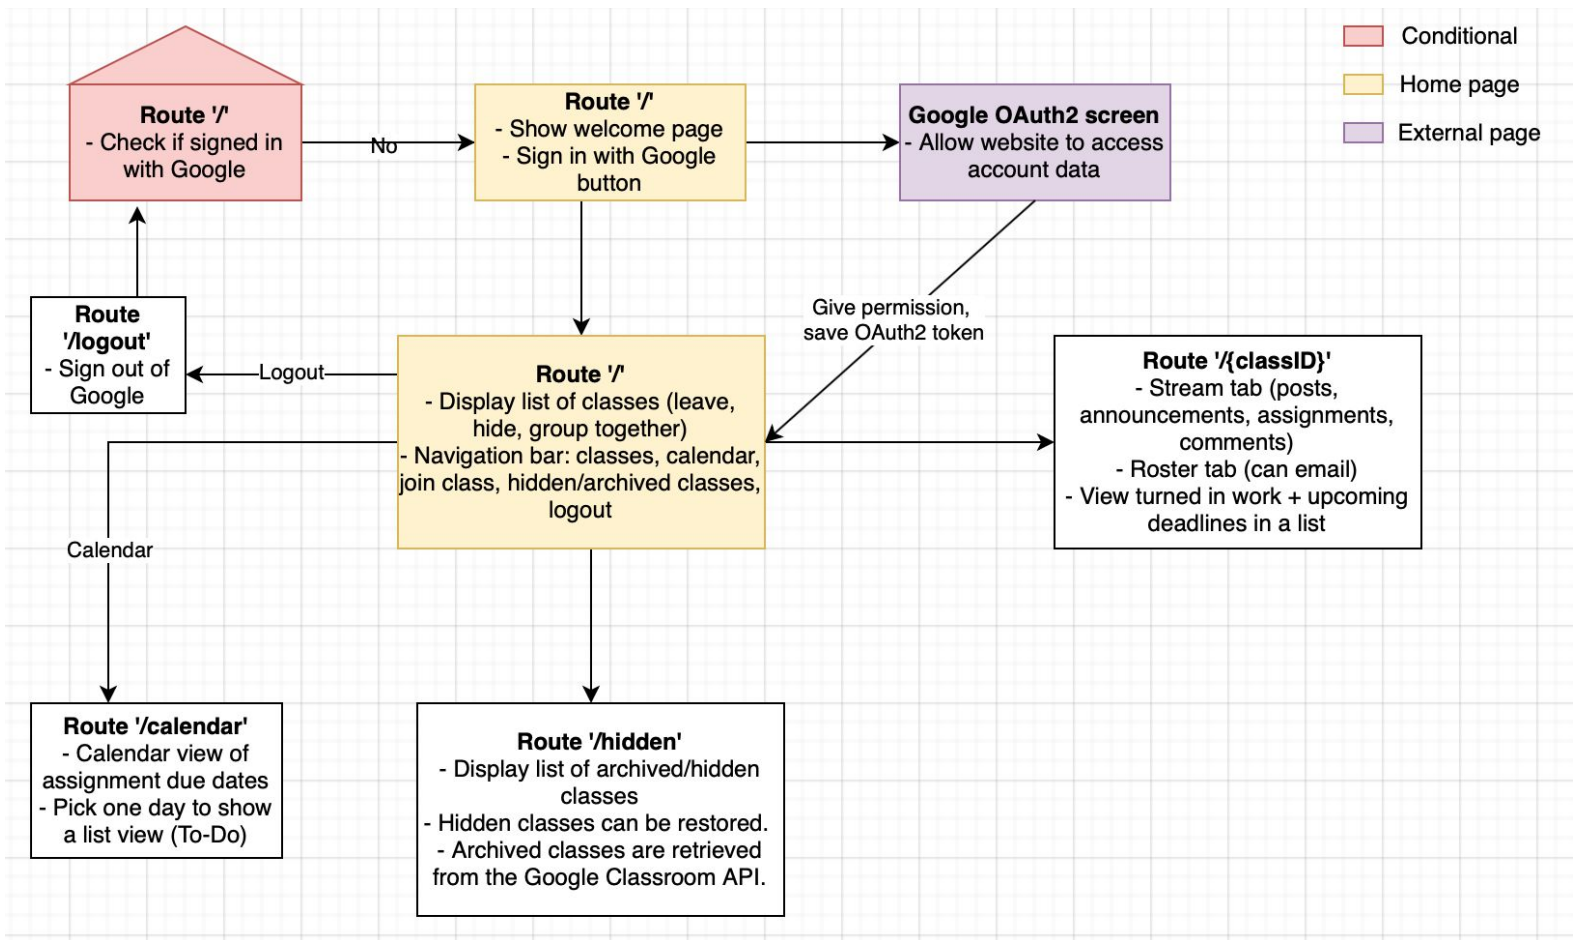 Conditional
Home page
External page
Route '/'
- Check if signed in
with Google
No
Route '/'
- Show welcome page
- Sign in with Google
button
Google OAuth2 screen
- Allow website to access
account data
Route
'/logout'
- Sign out of
Google
Logout
Give permission,
save OAuth2 token
Route '/'
- Display list of classes (leave,
hide, group together)
- Navigation bar: classes, calendar,
join class, hidden/archived classes,
logout
Route '/{classID}'
- Stream tab (posts,
announcements, assignments,
comments)
- Roster tab (can email)
- View turned in work + upcoming
deadlines in a list
Calendar
Route '/calendar'
- Calendar view of
assignment due dates
- Pick one day to show
a list view (To-Do)
Route '/hidden'
- Display list of archived/hidden
classes
- Hidden classes can be restored.
- Archived classes are retrieved
from the Google Classroom API.